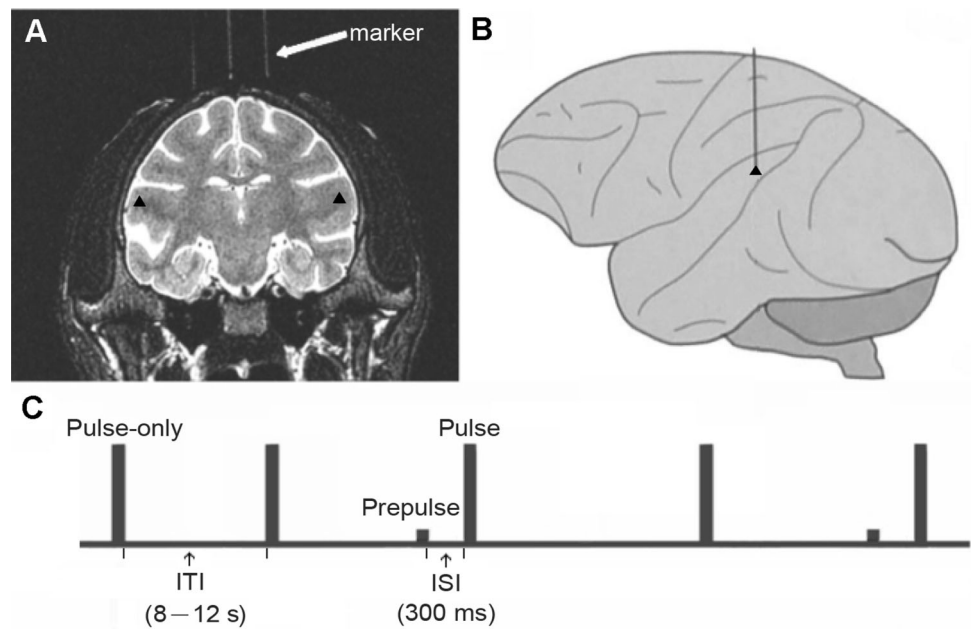 A
marker
B
C
Pulse-only
Pulse
Prepulse
ITI
(8–12 s)
ISI
(300 ms)